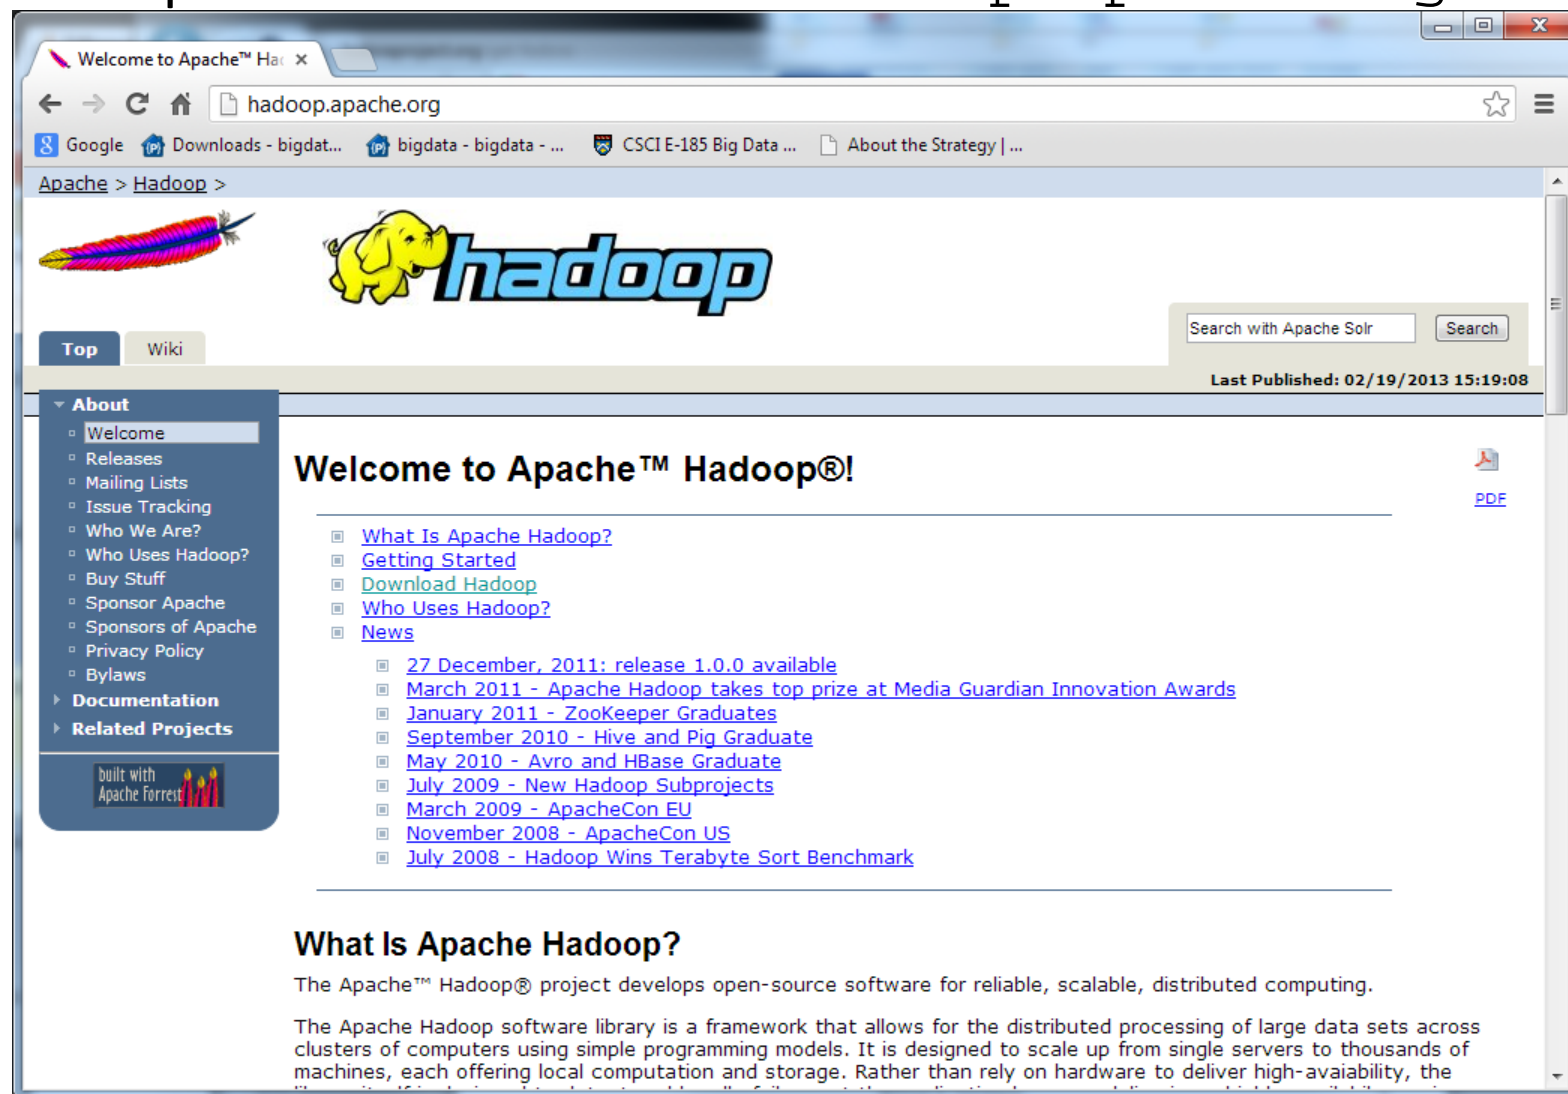 Welcome to Apache™ Ha
hadoop.apache.org
Google Downloads - bigdat... bigdata - bigdata - ... CSCI E-185 Big Data ... About the Strategy | ...
Apache > Hadoop >
hadoop
Search with Apache Solr Search
Top Wiki
Last Published: 02/19/2013 15:19:08
About
Welcome
Releases
Mailing Lists
Issue Tracking
Who We Are?
Who Uses Hadoop?
Buy Stuff
Sponsor Apache
Sponsors of Apache
Privacy Policy
Bylaws
Documentation
Related Projects
built with
Apache Forrest
Welcome to Apache™ Hadoop®!
PDF
What Is Apache Hadoop?
Getting Started
Download Hadoop
Who Uses Hadoop?
News
27 December, 2011: release 1.0.0 available
March 2011 - Apache Hadoop takes top prize at Media Guardian Innovation Awards
January 2011 - ZooKeeper Graduates
September 2010 - Hive and Pig Graduate
May 2010 - Avro and HBase Graduate
July 2009 - New Hadoop Subprojects
March 2009 - ApacheCon EU
November 2008 - ApacheCon US
July 2008 - Hadoop Wins Terabyte Sort Benchmark
What Is Apache Hadoop?
The Apache™ Hadoop® project develops open-source software for reliable, scalable, distributed computing.
The Apache Hadoop software library is a framework that allows for the distributed processing of large data sets across
clusters of computers using simple programming models. It is designed to scale up from single servers to thousands of
machines, each offering local computation and storage. Rather than rely on hardware to deliver high-avaiability, the